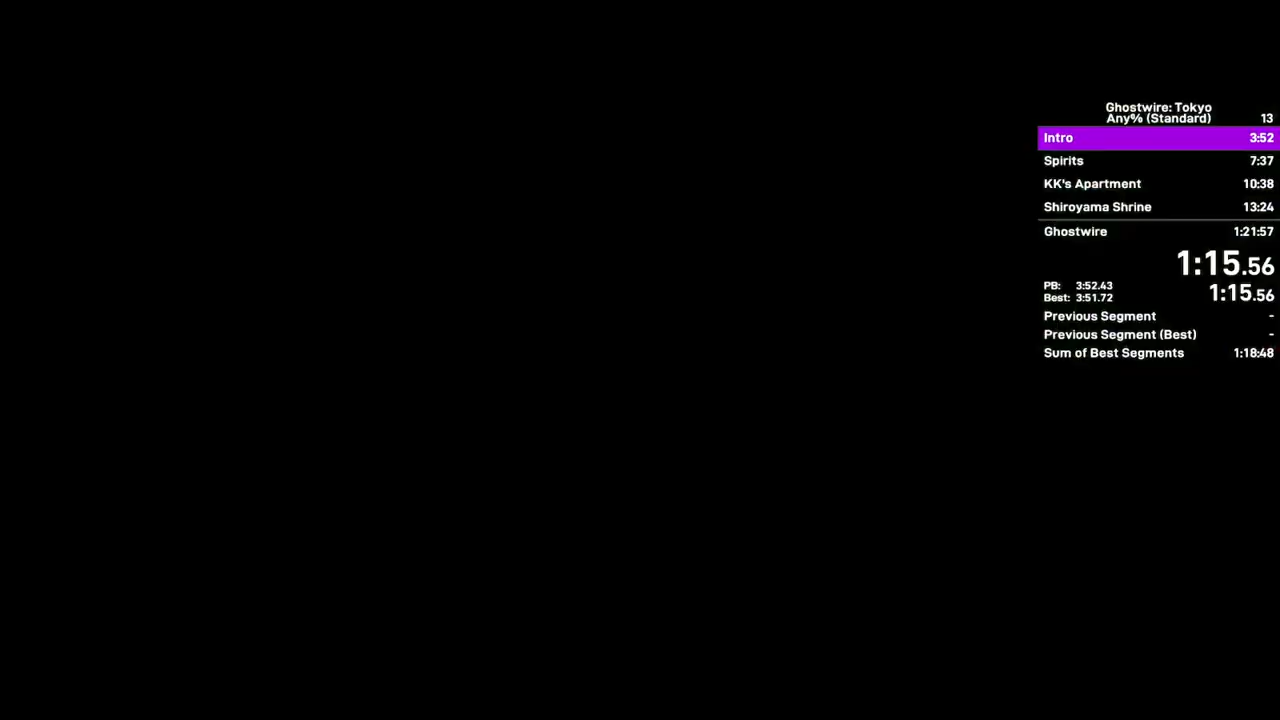 Ghostwire: Tokyo
Any% (Standard) 13
Intro 3:52
Spirits 7:37
KK's Apartment 10:38
Shiroyama Shrine 13:24
Ghostwire 1:21:57
1:15.56
PB: 3:52.43
Best: 3:51.72 1:15.56
Previous Segment -
Previous Segment (Best) -
Sum of Best Segments 1:18:48